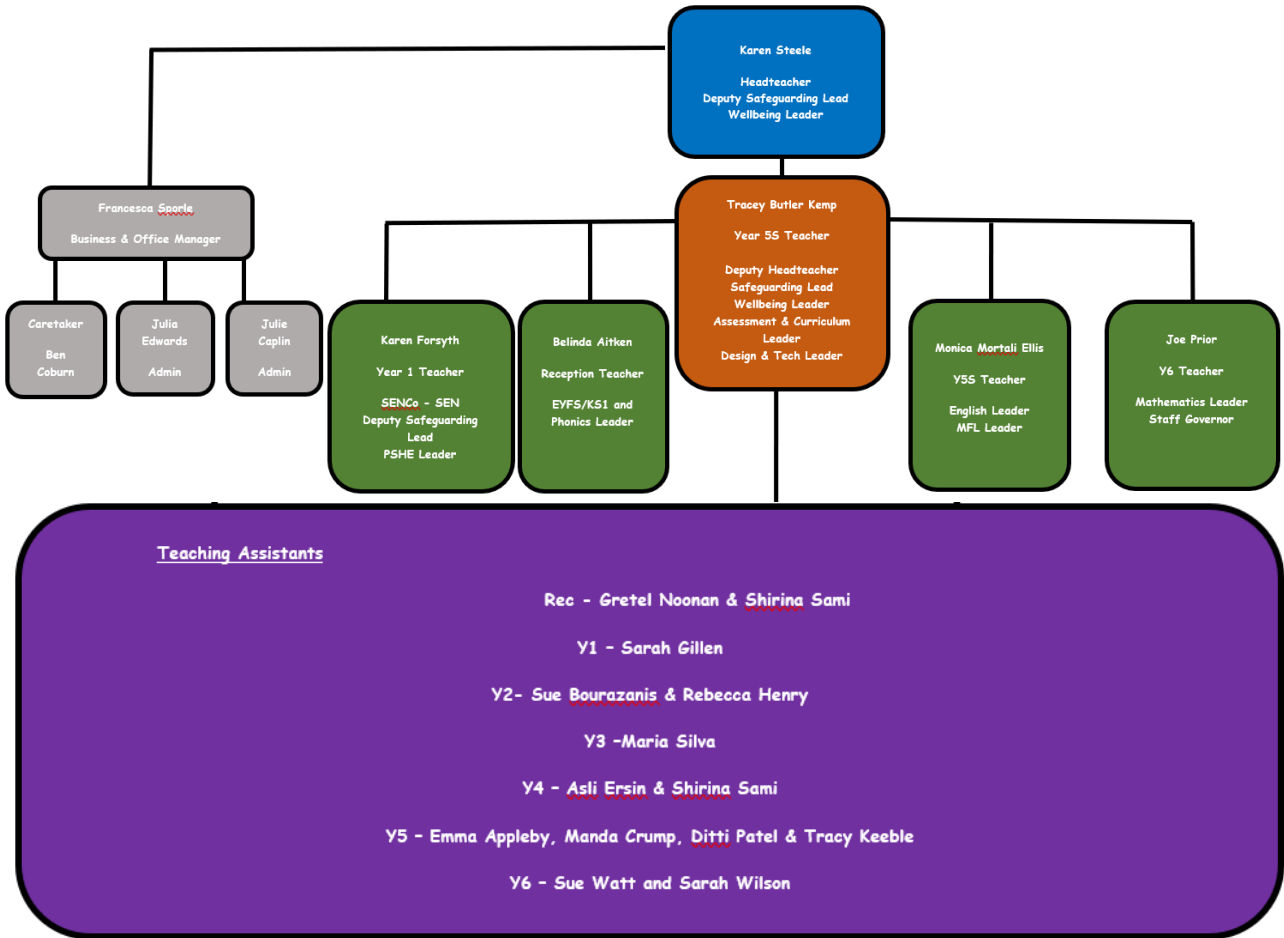 Karen Steele
Headteacher
Deputy Safeguarding Lead
Wellbeing Leader
Francesca Sporle
Business & Office Manager
Caretaker
Ben
Coburn
Julia
Edwards
Admin
Julie
Caplin
Admin
Tracey Butler Kemp
Year 5S Teacher
Deputy Headteacher
Safeguarding Lead
Wellbeing Leader
Assessment & Curriculum
Leader
Design & Tech Leader
Karen Forsyth
Year 1 Teacher
SENCo - SEN
Deputy Safeguarding
Lead
PSHE Leader
Belinda Aitken
Reception Teacher
EYFS/KS1 and
Phonics Leader
Monica Mortali Ellis
Y5S Teacher
English Leader
MFL Leader
Joe Prior
Y6 Teacher
Mathematics Leader
Staff Governor
Teaching Assistants
Rec - Gretel Noonan & Shirina Sami
Y1 – Sarah Gillen
Y2- Sue Bourazanis & Rebecca Henry
Y3 –Maria Silva
Y4 – Asli Ersin & Shirina Sami
Y5 – Emma Appleby, Manda Crump, Ditti Patel & Tracy Keeble
Y6 – Sue Watt and Sarah Wilson